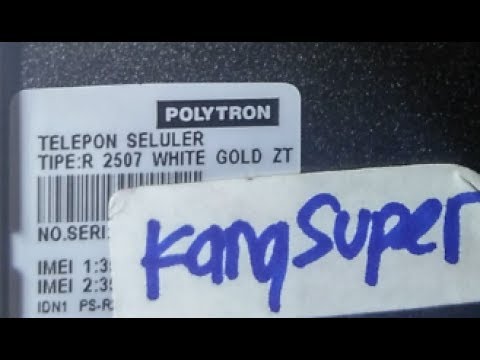 POLYTRON
TELEPON SELULER
TIPE:R 2507 WHITE GOLD ZT
NO.SERI:
IMEI 1:3
IMEI 2:3
IDN1 PS-R
KangSuper